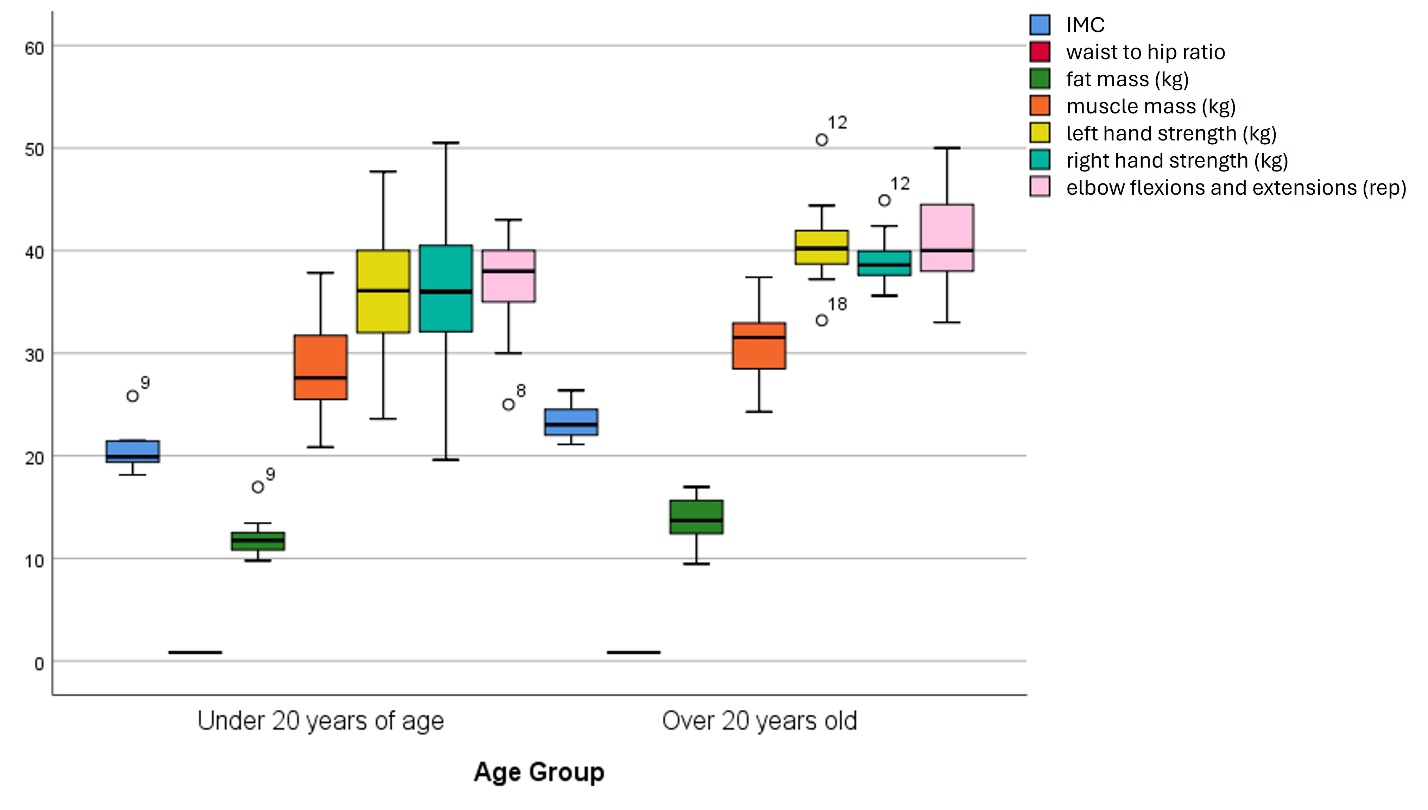 60
50
40
30
20
10
0
9
9
8
12
18
12
Under 20 years of age
Over 20 years old
Age Group
IMC
waist to hip ratio
fat mass (kg)
muscle mass (kg)
left hand strength (kg)
right hand strength (kg)
elbow flexions and extensions (rep)